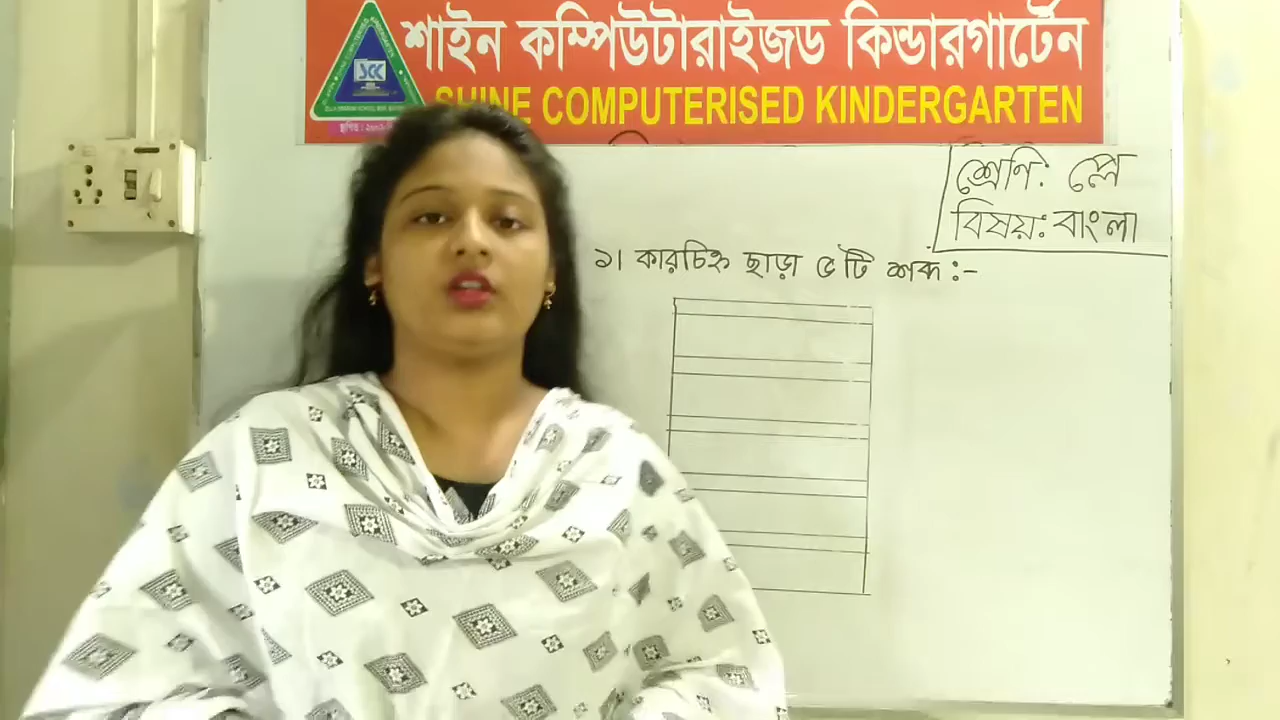 শাইন কম্পিউটারাইজড কিন্ডারগার্টেন
SHINE COMPUTERISED KINDERGARTEN
শ্রেণি: প্লে
বিষয়: বাংলা
১। কারচিহ্ন ছাড়া ৫টি শব্দ :-